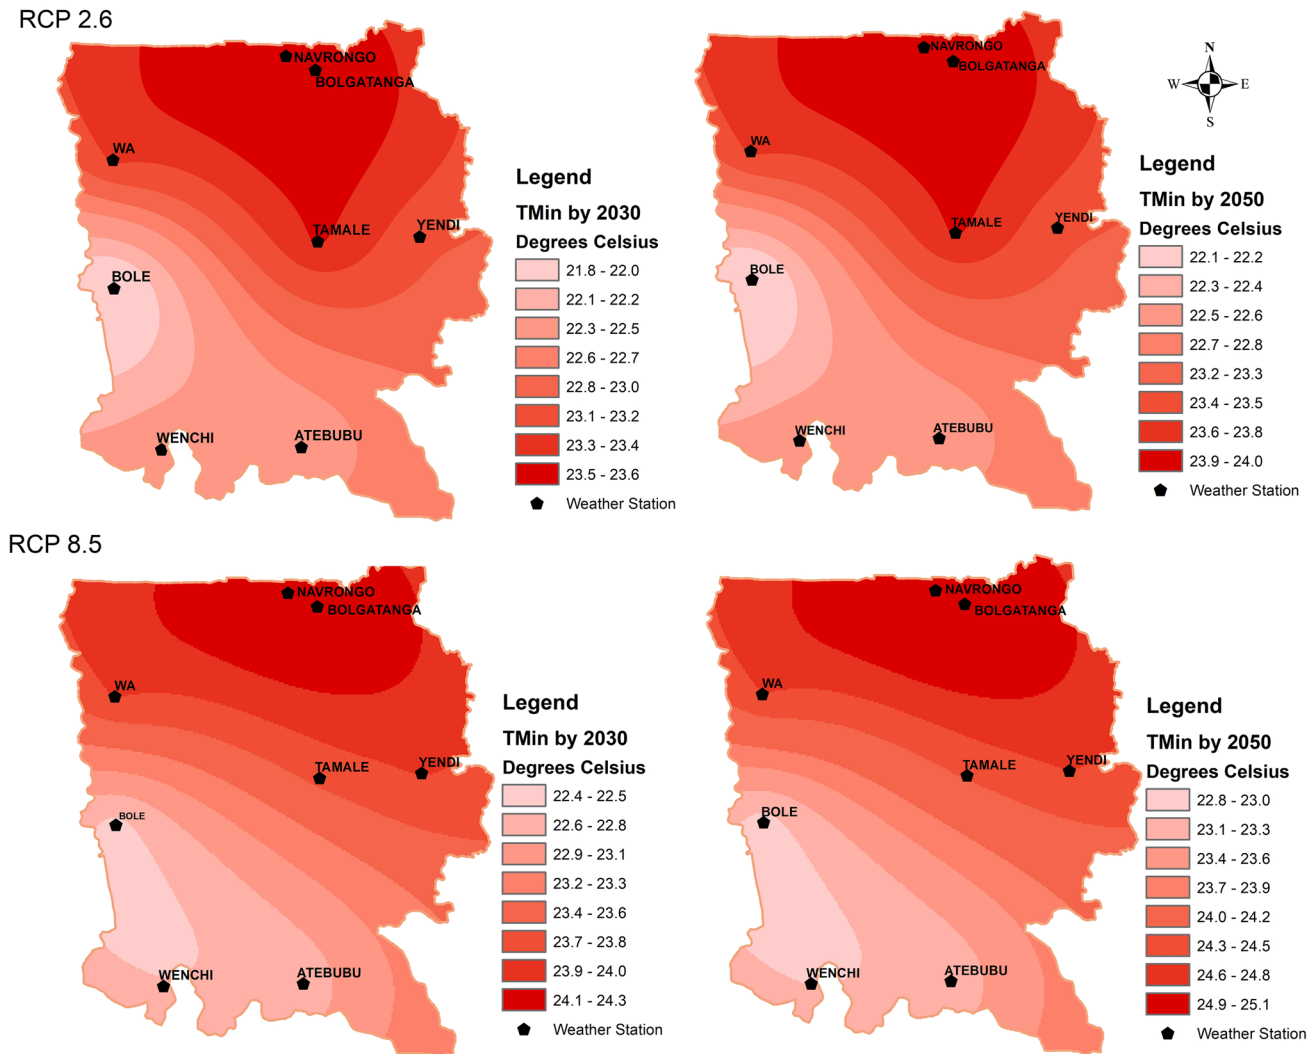 RCP 2.6
NAVRONGO
BOLGATANGA
WA
TAMALE
YENDI
BOLE
WENCHI
ATEBUBU
Legend
TMin by 2030
Degrees Celsius
21.8 - 22.0
22.1 - 22.2
22.3 - 22.5
22.6 - 22.7
22.8 - 23.0
23.1 - 23.2
23.3 - 23.4
23.5 - 23.6
Weather Station
NAVRONGO
BOLGATANGA
WA
TAMALE
YENDI
BOLE
WENCHI
ATEBUBU
N
W E
S
Legend
TMin by 2050
Degrees Celsius
22.1 - 22.2
22.3 - 22.4
22.5 - 22.6
22.7 - 22.8
23.2 - 23.3
23.4 - 23.5
23.6 - 23.8
23.9 - 24.0
Weather Station
RCP 8.5
NAVRONGO
BOLGATANGA
WA
TAMALE
YENDI
BOLE
WENCHI
ATEBUBU
Legend
TMin by 2030
Degrees Celsius
22.4 - 22.5
22.6 - 22.8
22.9 - 23.1
23.2 - 23.3
23.4 - 23.6
23.7 - 23.8
23.9 - 24.0
24.1 - 24.3
Weather Station
NAVRONGO
BOLGATANGA
WA
TAMALE
YENDI
BOLE
WENCHI
ATEBUBU
Legend
TMin by 2050
Degrees Celsius
22.8 - 23.0
23.1 - 23.3
23.4 - 23.6
23.7 - 23.9
24.0 - 24.2
24.3 - 24.5
24.6 - 24.8
24.9 - 25.1
Weather Station